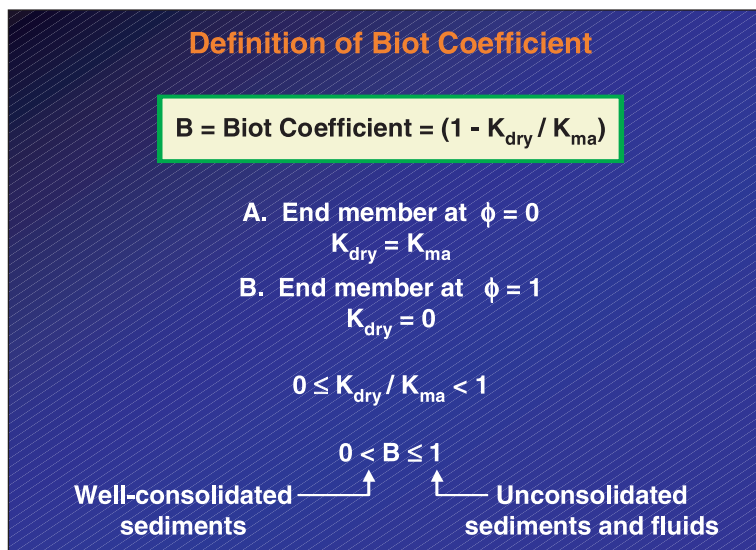 Definition of Biot Coefficient
B = Biot Coefficient = (1 - Kdry / Kma)
A. End member at ϕ = 0
Kdry = Kma
B. End member at ϕ = 1
Kdry = 0
0 ≤ Kdry / Kma < 1
0 < B ≤ 1
Well-consolidated
sediments
Unconsolidated
sediments and fluids